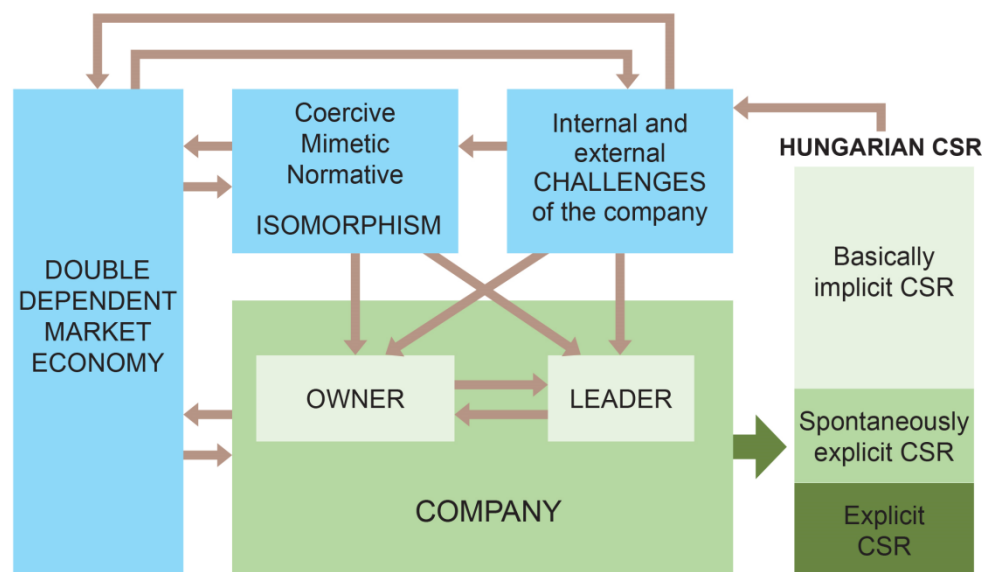 DOUBLE
DEPENDENT
MARKET
ECONOMY
Coercive
Mimetic
Normative
ISOMORPHISM
Internal and
external
CHALLENGES
of the company
OWNER
LEADER
COMPANY
HUNGARIAN CSR
Basically
implicit CSR
Spontaneously
explicit CSR
Explicit
CSR